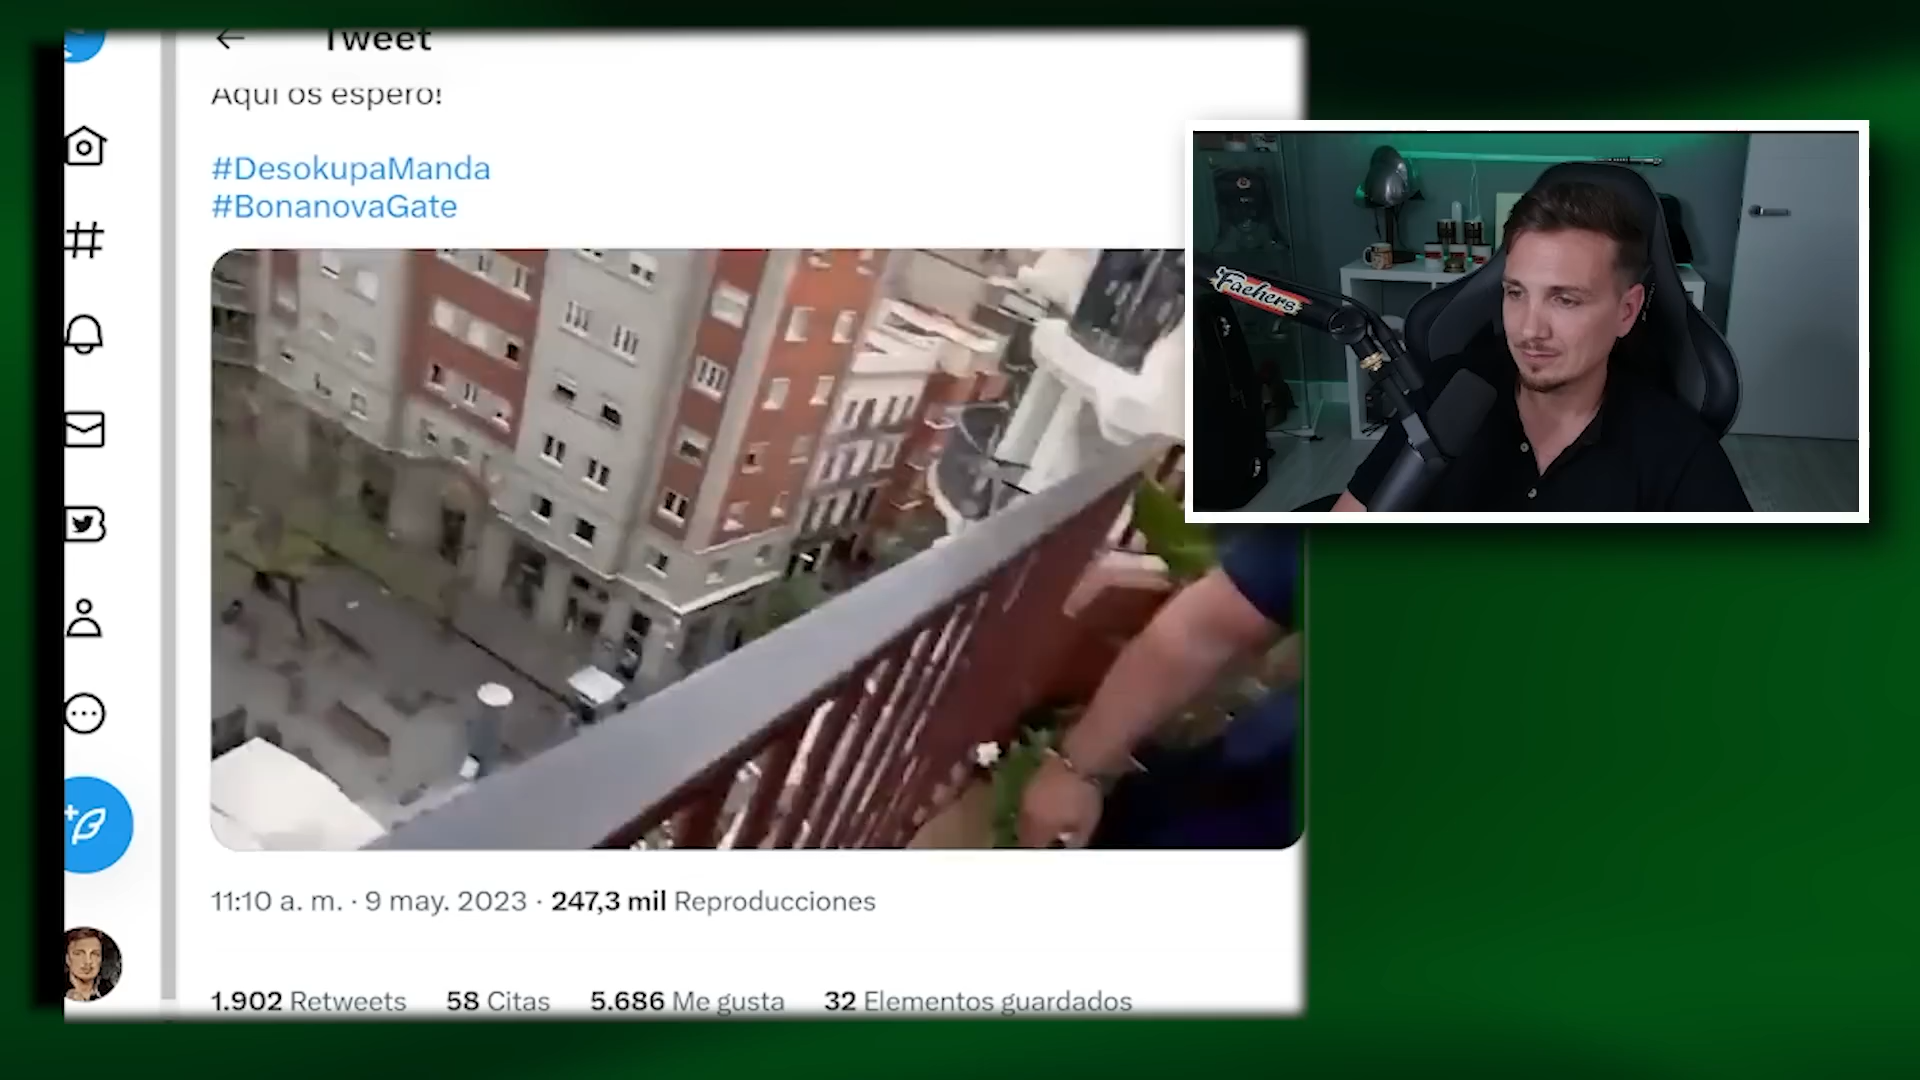 Tweet
Aquí os espero!
#DesokupaManda
#BonanovaGate
Fachers
11:10 a. m. · 9 may. 2023 · 247,3 mil Reproducciones
1.902 Retweets 58 Citas 5.686 Me gusta 32 Elementos guardados